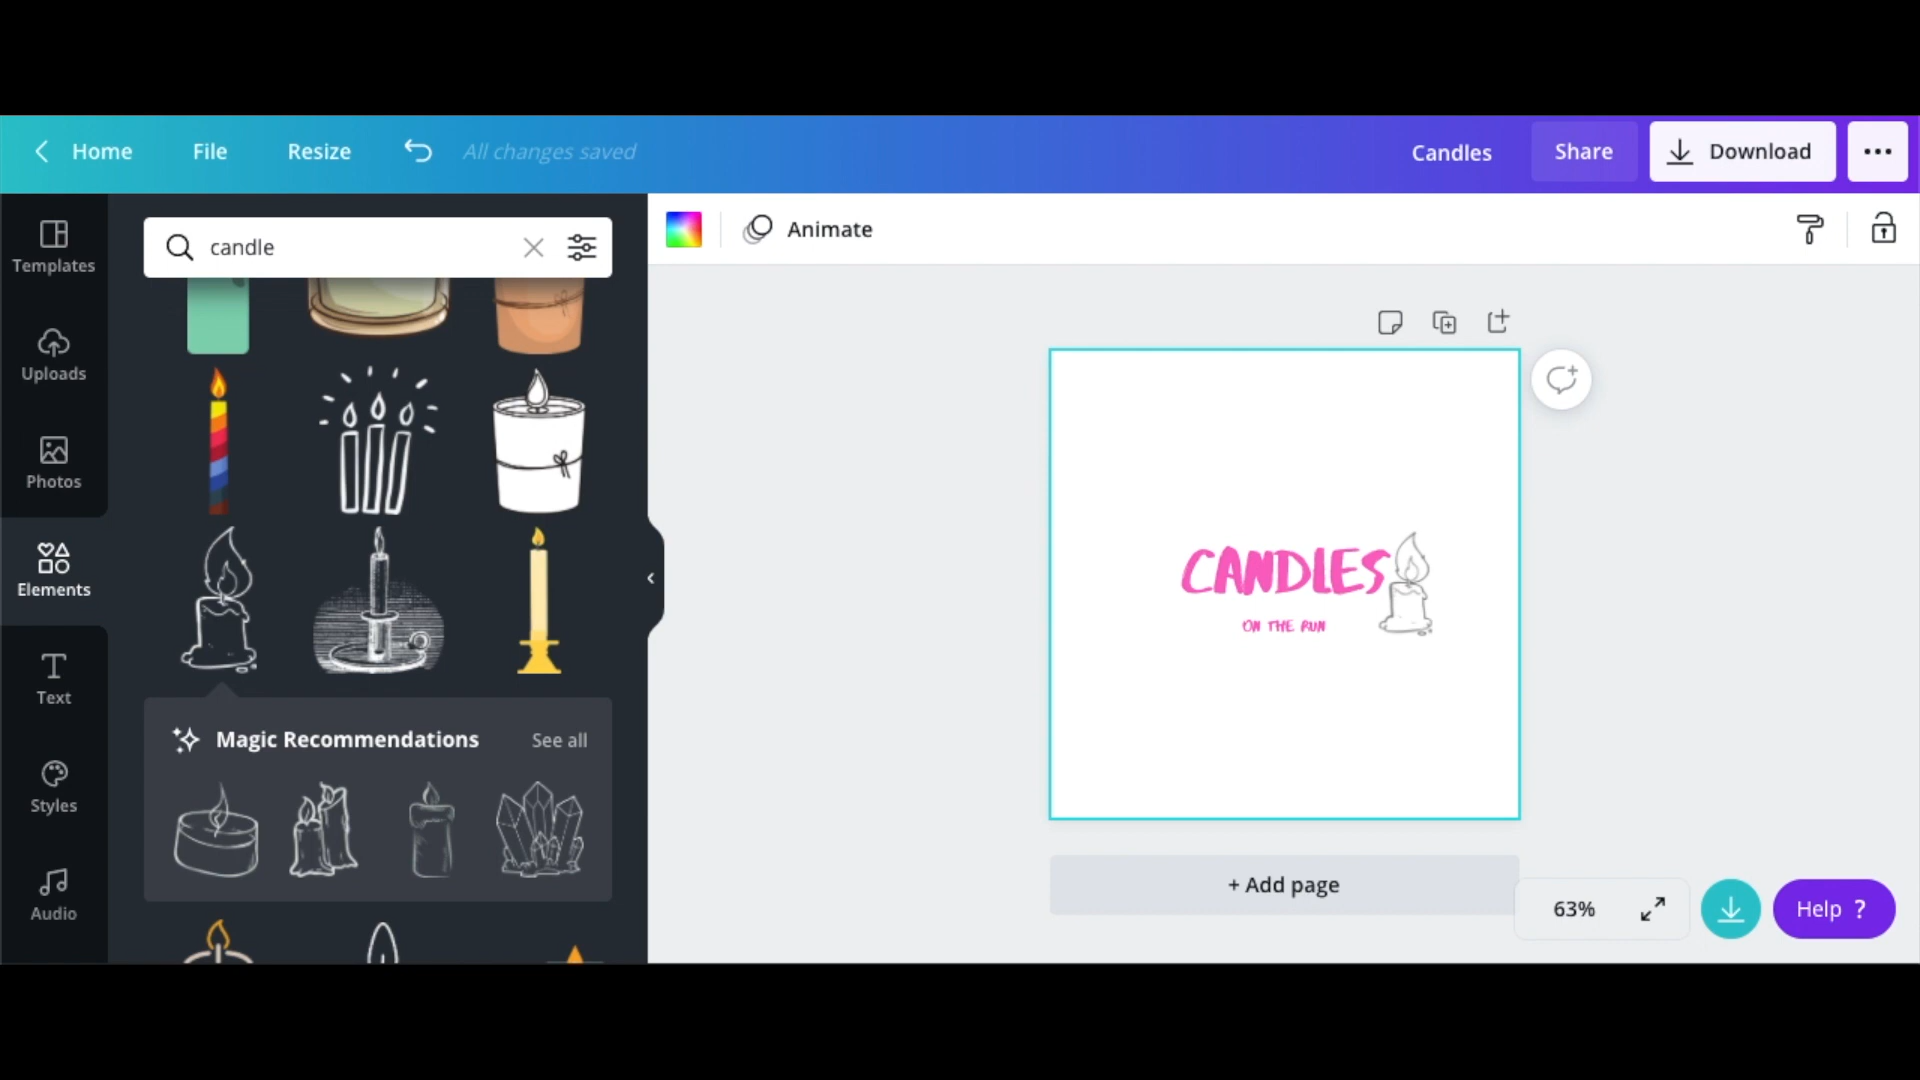 Home File Resize All changes saved Candles Share Download
Templates
Uploads
Photos
Elements
Text
Styles
Audio
candle
Magic Recommendations See all
Animate
CANDLES
ON THE RUN
+ Add page
63%
Help ?